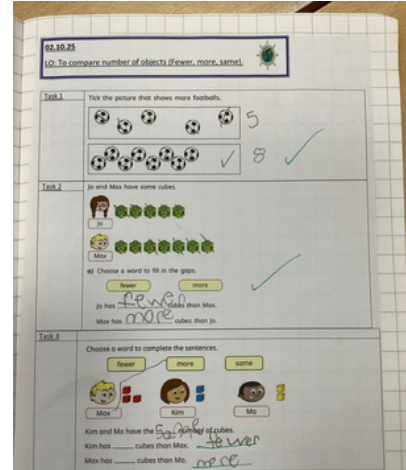 02.10.25
LO: To compare number of objects (Fewer, more, same).
Task 1
Tick the picture that shows more footballs.
5
8
Task 2
Jo and Max have some cubes.
Jo
Max
a) Choose a word to fill in the gaps.
fewer more
Jo has fewer cubes than Max.
Max has more cubes than Jo.
Task 3
Choose a word to complete the sentences.
fewer more same
Max Kim Mo
Kim and Mo have the same number of cubes.
Kim has ______ cubes than Max. fewer
Max has ______ cubes than Mo. more